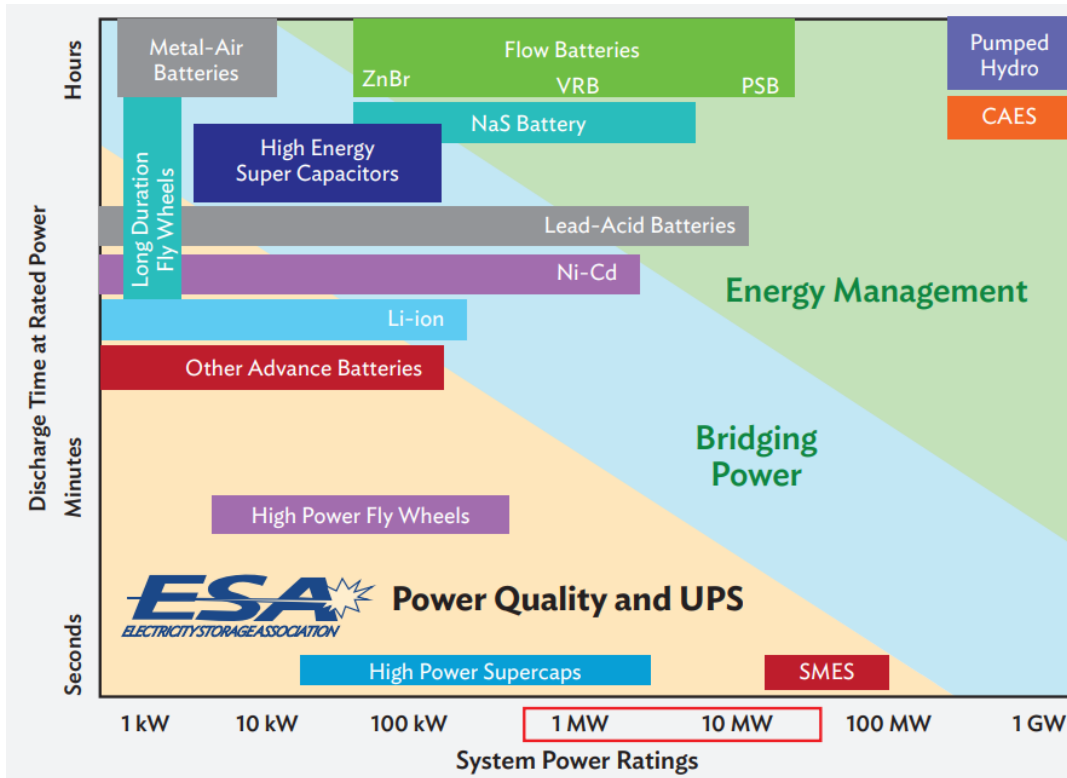 Hours
Minutes
Seconds
Discharge Time at Rated Power
Metal-Air
Batteries
Flow Batteries
ZnBr
VRB
PSB
Pumped
Hydro
CAES
NaS Battery
High Energy
Super Capacitors
Long Duration
Fly Wheels
Lead-Acid Batteries
Ni-Cd
Energy Management
Li-ion
Other Advance Batteries
Bridging
Power
High Power Fly Wheels
ESA
ELECTRICITY STORAGE ASSOCIATION
Power Quality and UPS
High Power Supercaps
SMES
1 kW
10 kW
100 kW
1 MW
10 MW
100 MW
1 GW
System Power Ratings